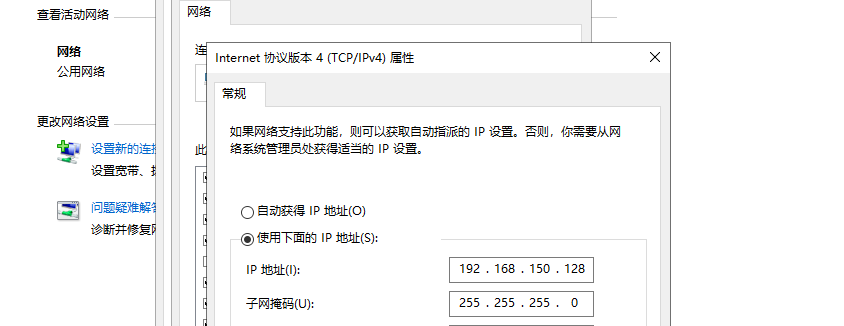 查看活动网络
网络
公用网络
更改网络设置
设置新的连接
设置宽带、
问题疑难解答
诊断并修复网
网络
连
此
Internet 协议版本 4 (TCP/IPv4) 属性
常规
如果网络支持此功能，则可以获取自动指派的 IP 设置。否则，你需要从网
络系统管理员处获得适当的 IP 设置。
自动获得 IP 地址(O)
使用下面的 IP 地址(S):
IP 地址(I):
192 . 168 . 150 . 128
子网掩码(U):
255 . 255 . 255 . 0